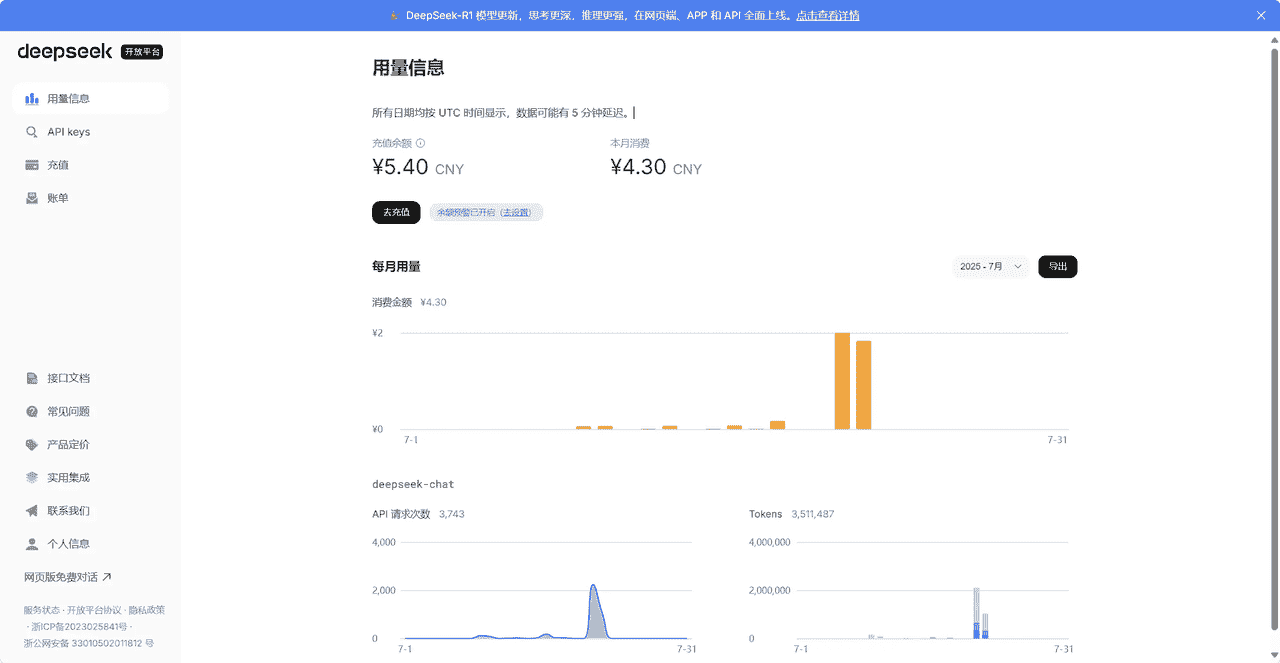 DeepSeek-R1 模型更新，思考更深，推理更强，在网页端、APP 和 API 全面上线。点击查看详情
deepseek 开放平台
用量信息
API keys
充值
账单
接口文档
常见问题
产品定价
实用集成
联系我们
个人信息
网页版免费对话
服务状态 · 开放平台协议 · 隐私政策
· 浙ICP备2023025841号 ·
浙公网安备 33010502011812 号
用量信息
所有日期均按 UTC 时间显示，数据可能有 5 分钟延迟。
充值余额
¥5.40 CNY
本月消费
¥4.30 CNY
去充值
余额预警已开启（去设置）
每月用量
2025 - 7月
导出
消费金额 ¥4.30
¥2
¥0
7-1
7-31
deepseek-chat
API 请求次数 3,743
4,000
2,000
0
7-1
7-31
Tokens 3,511,487
4,000,000
2,000,000
0
7-1
7-31